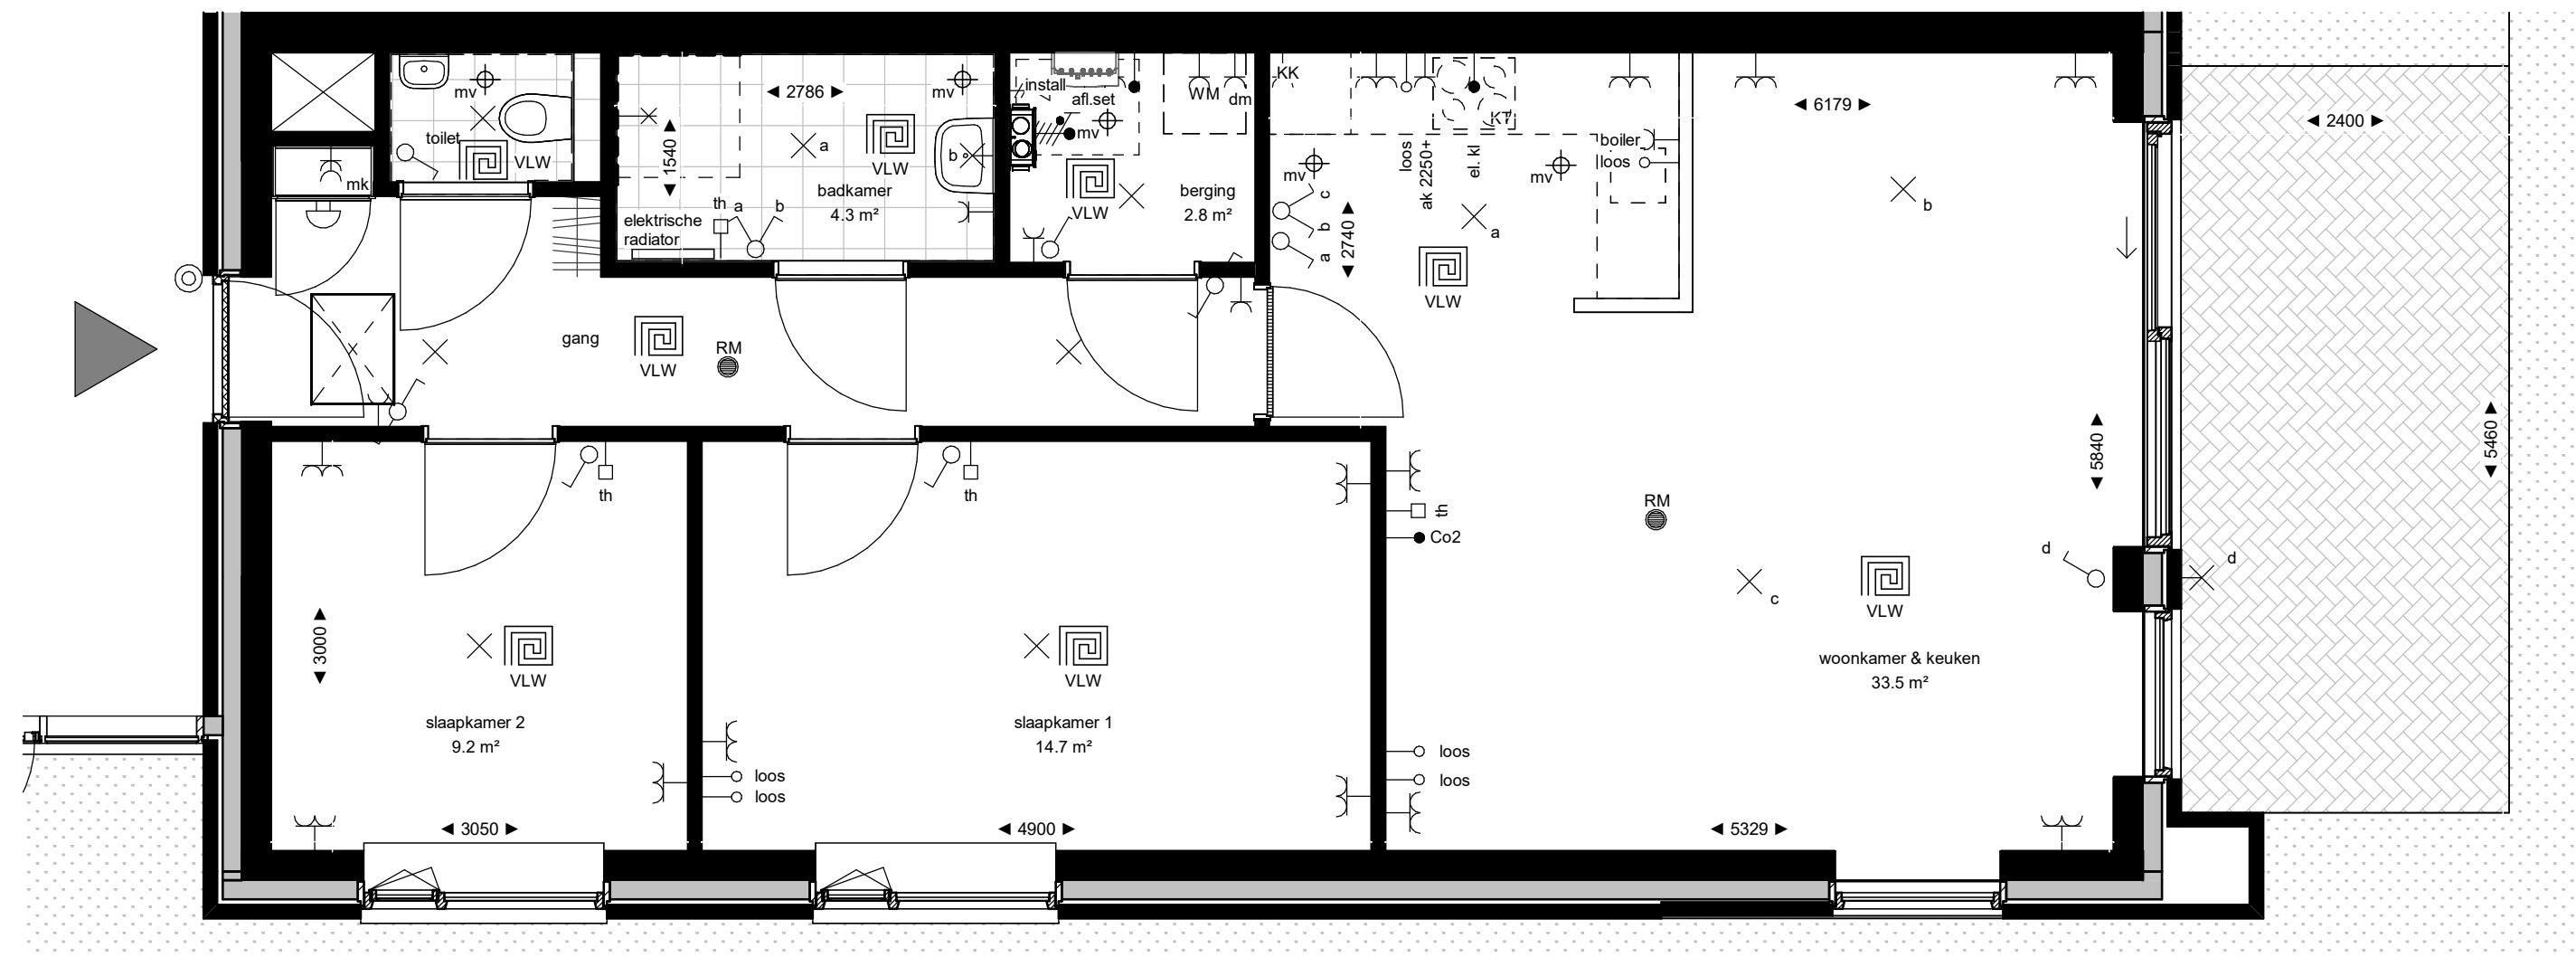 mv
toilet
VLW
mk
2786
1540
mv
a
VLW
b
badkamer
4.3 m²
elektrische
radiator
th
a
b
install
afl.set
mv
WM
dm
VLW
berging
2.8 m²
KK
mv
c
b
a
2740
loos
ak 2250+
el. kl
KT
a
VLW
mv
boiler
loos
6179
b
2400
gang
VLW
RM
5840
5460
th
th
th
Co2
RM
c
VLW
d
d
woonkamer & keuken
33.5 m²
3000
VLW
slaapkamer 2
9.2 m²
3050
VLW
slaapkamer 1
14.7 m²
loos
loos
4900
loos
loos
5329